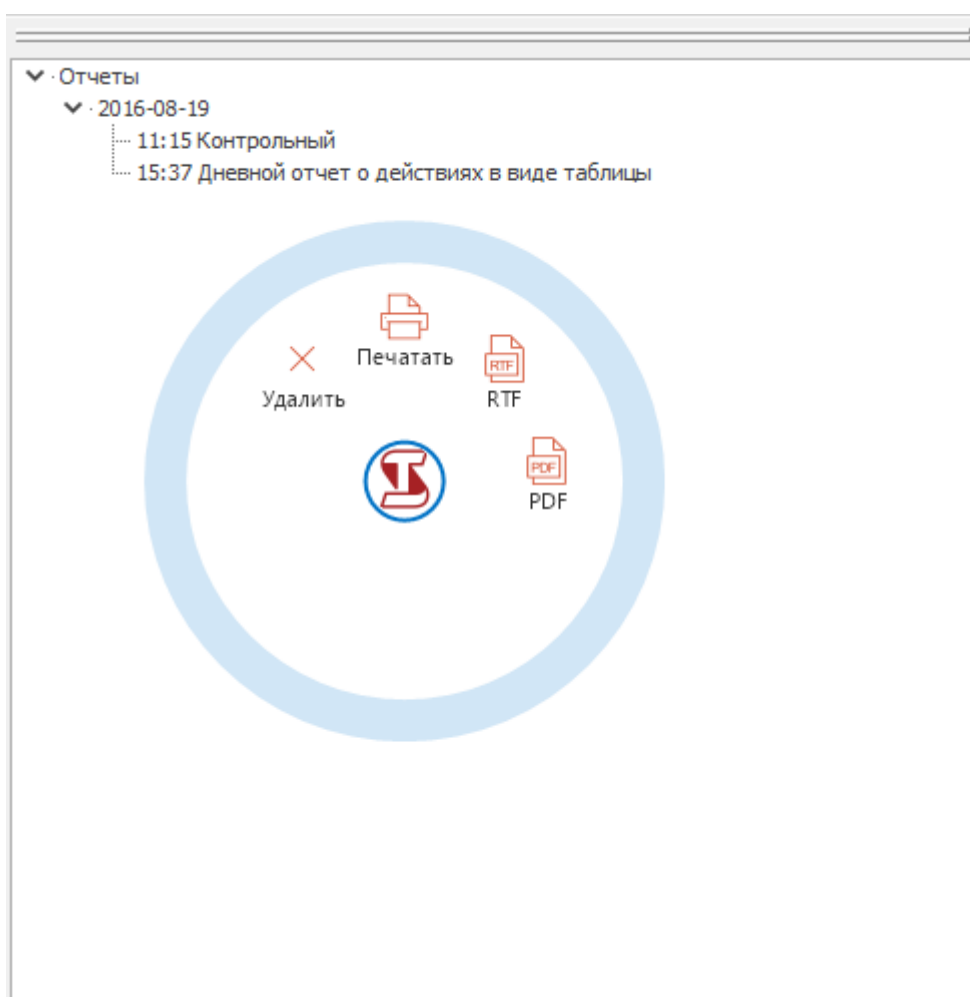 Отчеты
2016-08-19
11:15 Контрольный
15:37 Дневной отчет о действиях в виде таблицы
Печатать
RTF
Удалить
RTF
PDF
PDF